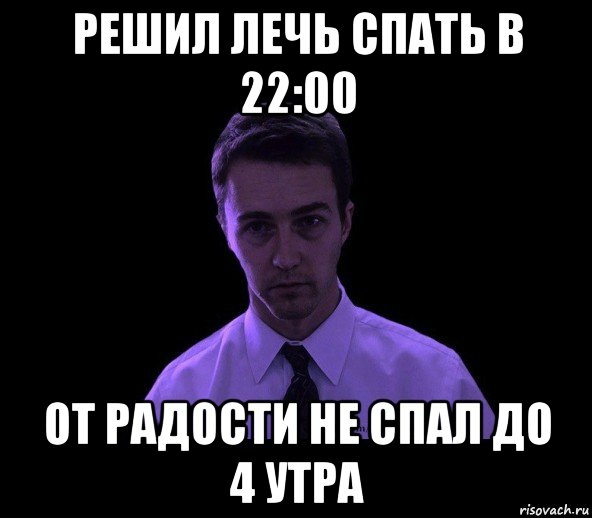 РЕШИЛ ЛЕЧЬ СПАТЬ В
22:00
ОТ РАДОСТИ НЕ СПАЛ ДО
4 УТРА
risovach.ru